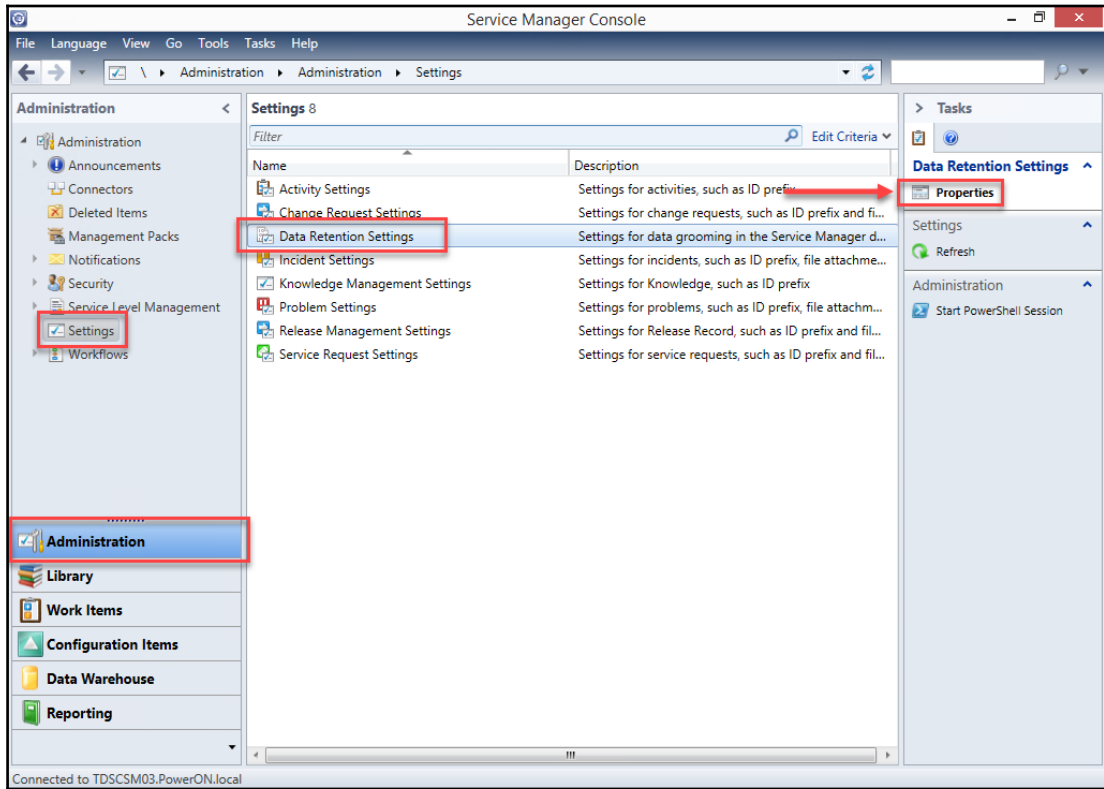 Service Manager Console
File Language View Go Tools Tasks Help
\ Administration Administration Settings
Administration <
Administration
Announcements
Connectors
Deleted Items
Management Packs
Notifications
Security
Service Level Management
Settings
Workflows
Administration
Library
Work Items
Configuration Items
Data Warehouse
Reporting
Settings 8
Filter Edit Criteria
Name Description
Activity Settings Settings for activities, such as ID prefix
Change Request Settings Settings for change requests, such as ID prefix and fi...
Data Retention Settings Settings for data grooming in the Service Manager d...
Incident Settings Settings for incidents, such as ID prefix, file attachme...
Knowledge Management Settings Settings for Knowledge, such as ID prefix
Problem Settings Settings for problems, such as ID prefix, file attachm...
Release Management Settings Settings for Release Record, such as ID prefix and fil...
Service Request Settings Settings for service requests, such as ID prefix and fil...
> Tasks
Data Retention Settings
Properties
Settings
Refresh
Administration
Start PowerShell Session
Connected to TDSCSM03.PowerON.local